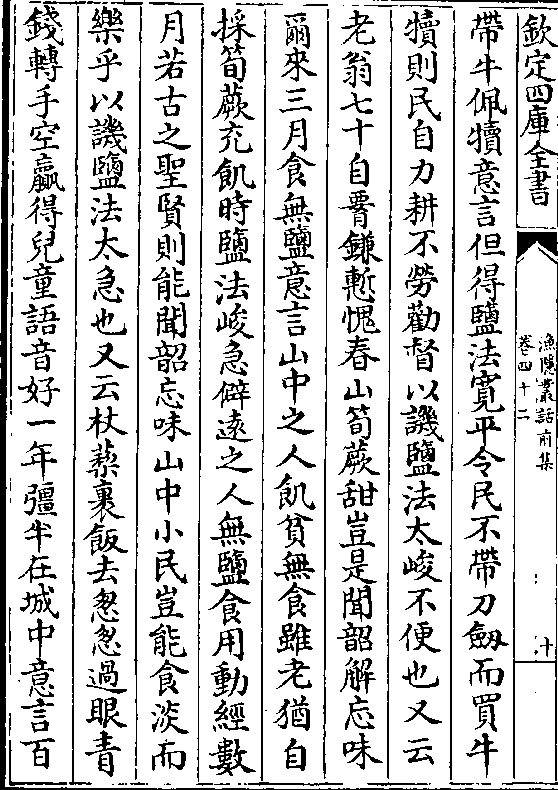 欽定四庫全書
漁隱叢話前集
卷四十二
十
帶牛佩犢意言但得鹽法寛平令民不帶刀劔而買牛
犢則民自力耕不勞勸督以譏鹽法太峻不便也又云
老翁七十自腰鎌慙愧春山筍蕨甜豈是聞韶解忘味
爾來三月食無鹽意言山中之人飢貧無食雖老猶自
採筍蕨充飢時鹽法峻急僻遠之人無鹽食用動經數
月若古之聖賢則能聞韶忘味山中小民豈能食淡而
樂乎以譏鹽法太急也又云杖藜裹飯去怱怱過眼青
錢轉手空贏得兒童語音好一年彊半在城中意言百